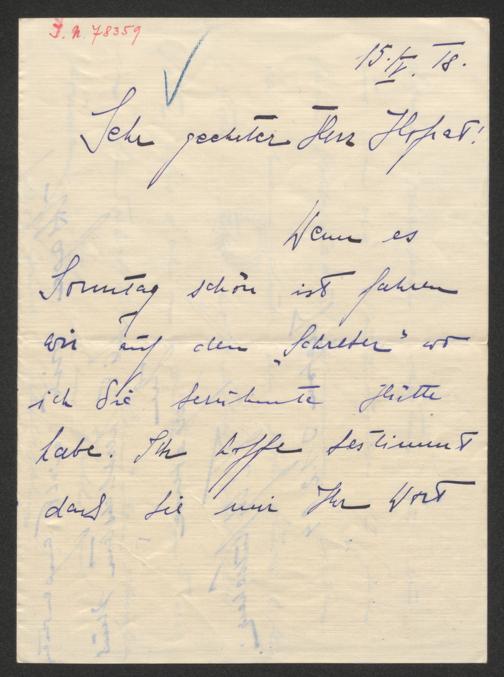 I. N. 78359
15. IV. 18.
Sehr geehrter Herr Hofrat!
Wenn es
Sonntag schön ist fahren
wir auf den "Schreber" wo
ich die berühmte Hütte
habe. Ich hoffe bestimmt
daß Sie mir Ihr Wort